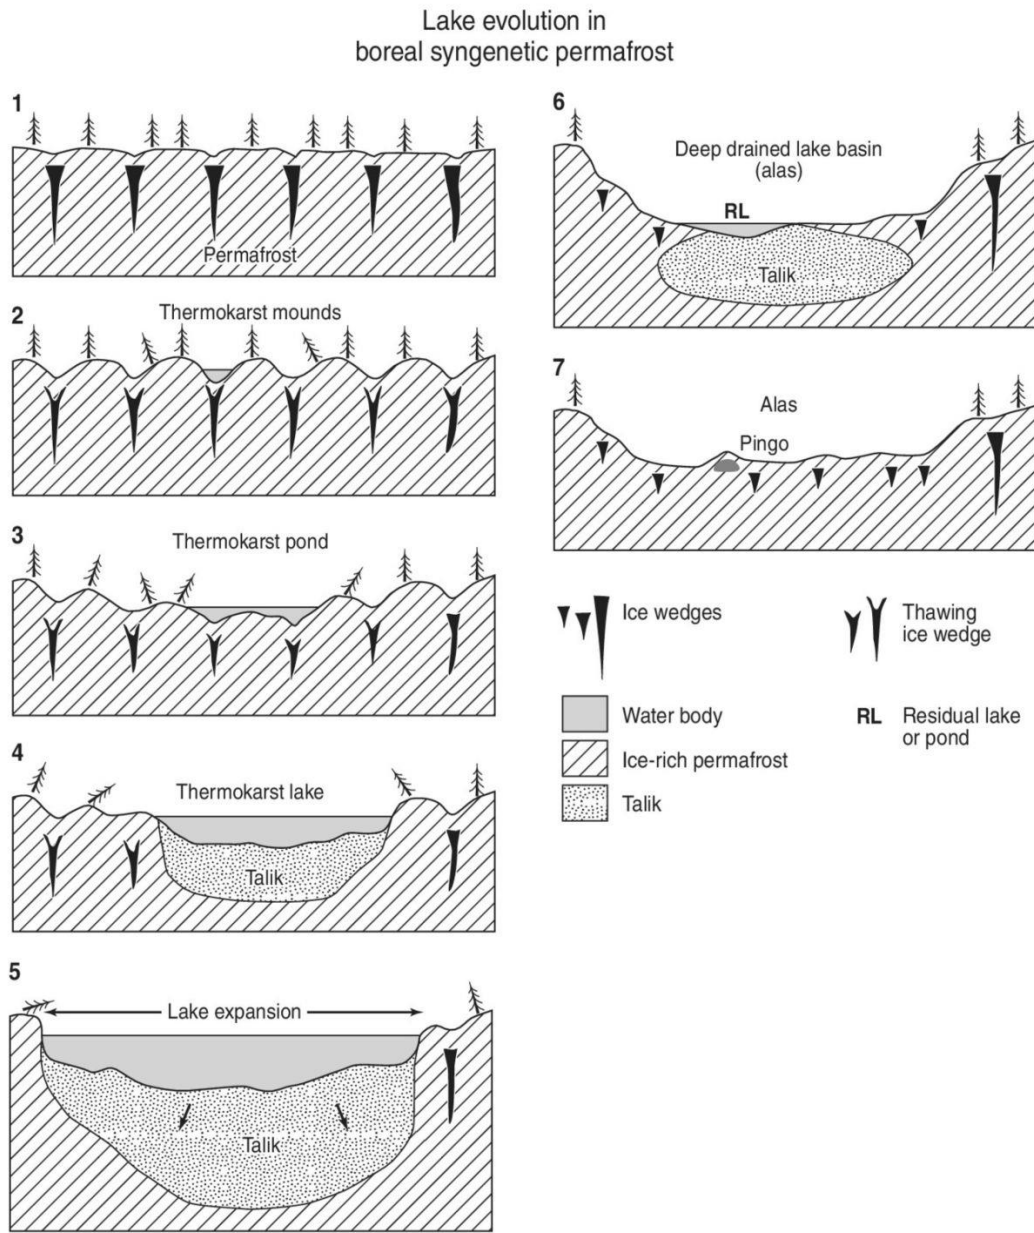 Lake evolution in
boreal syngenetic permafrost
1
Permafrost
2
Thermokarst mounds
3
Thermokarst pond
4
Thermokarst lake
Talik
5
Lake expansion
Talik
6
Deep drained lake basin
(alas)
RL
Talik
7
Alas
Pingo
Ice wedges
Thawing
ice wedge
Water body
RL Residual lake
or pond
Ice-rich permafrost
Talik